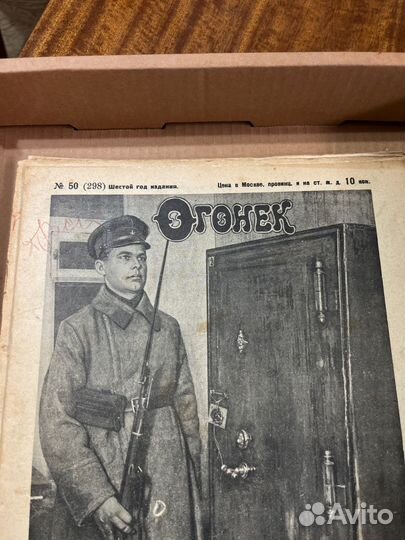 № 50 (298) Шестой год издания. Цена в Москве, провинц. и на ст. ж. д. 10 коп.
ОГОНЕК
Avito